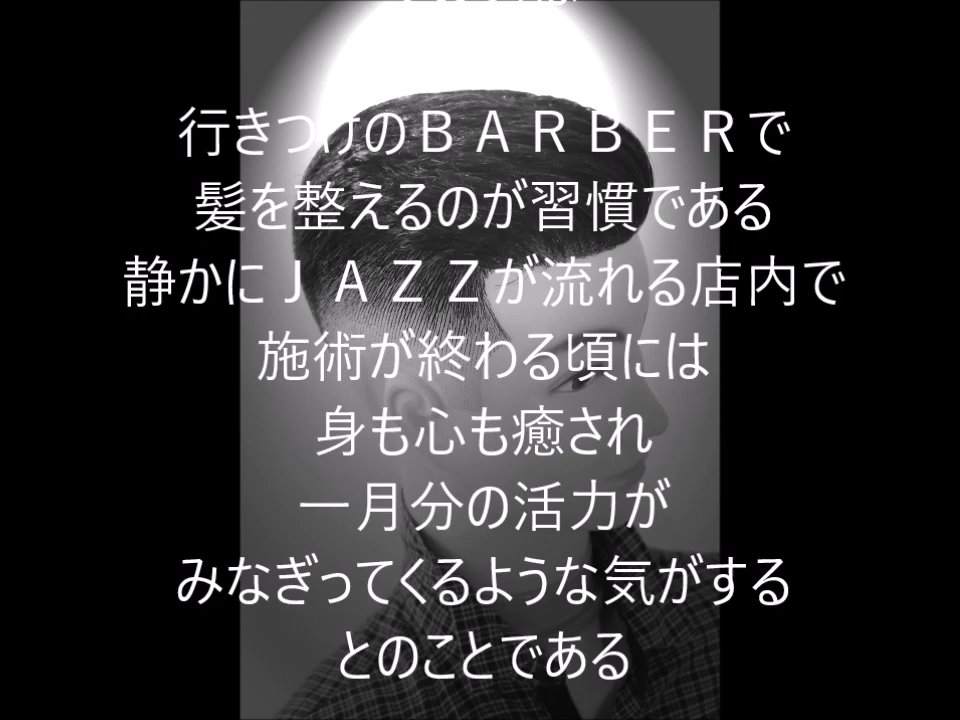 行きつけのＢＡＲＢＥＲで
髪を整えるのが習慣である
静かにＪＡＺＺが流れる店内で
施術が終わる頃には
身も心も癒され
一月分の活力が
みなぎってくるような気がする
とのことである